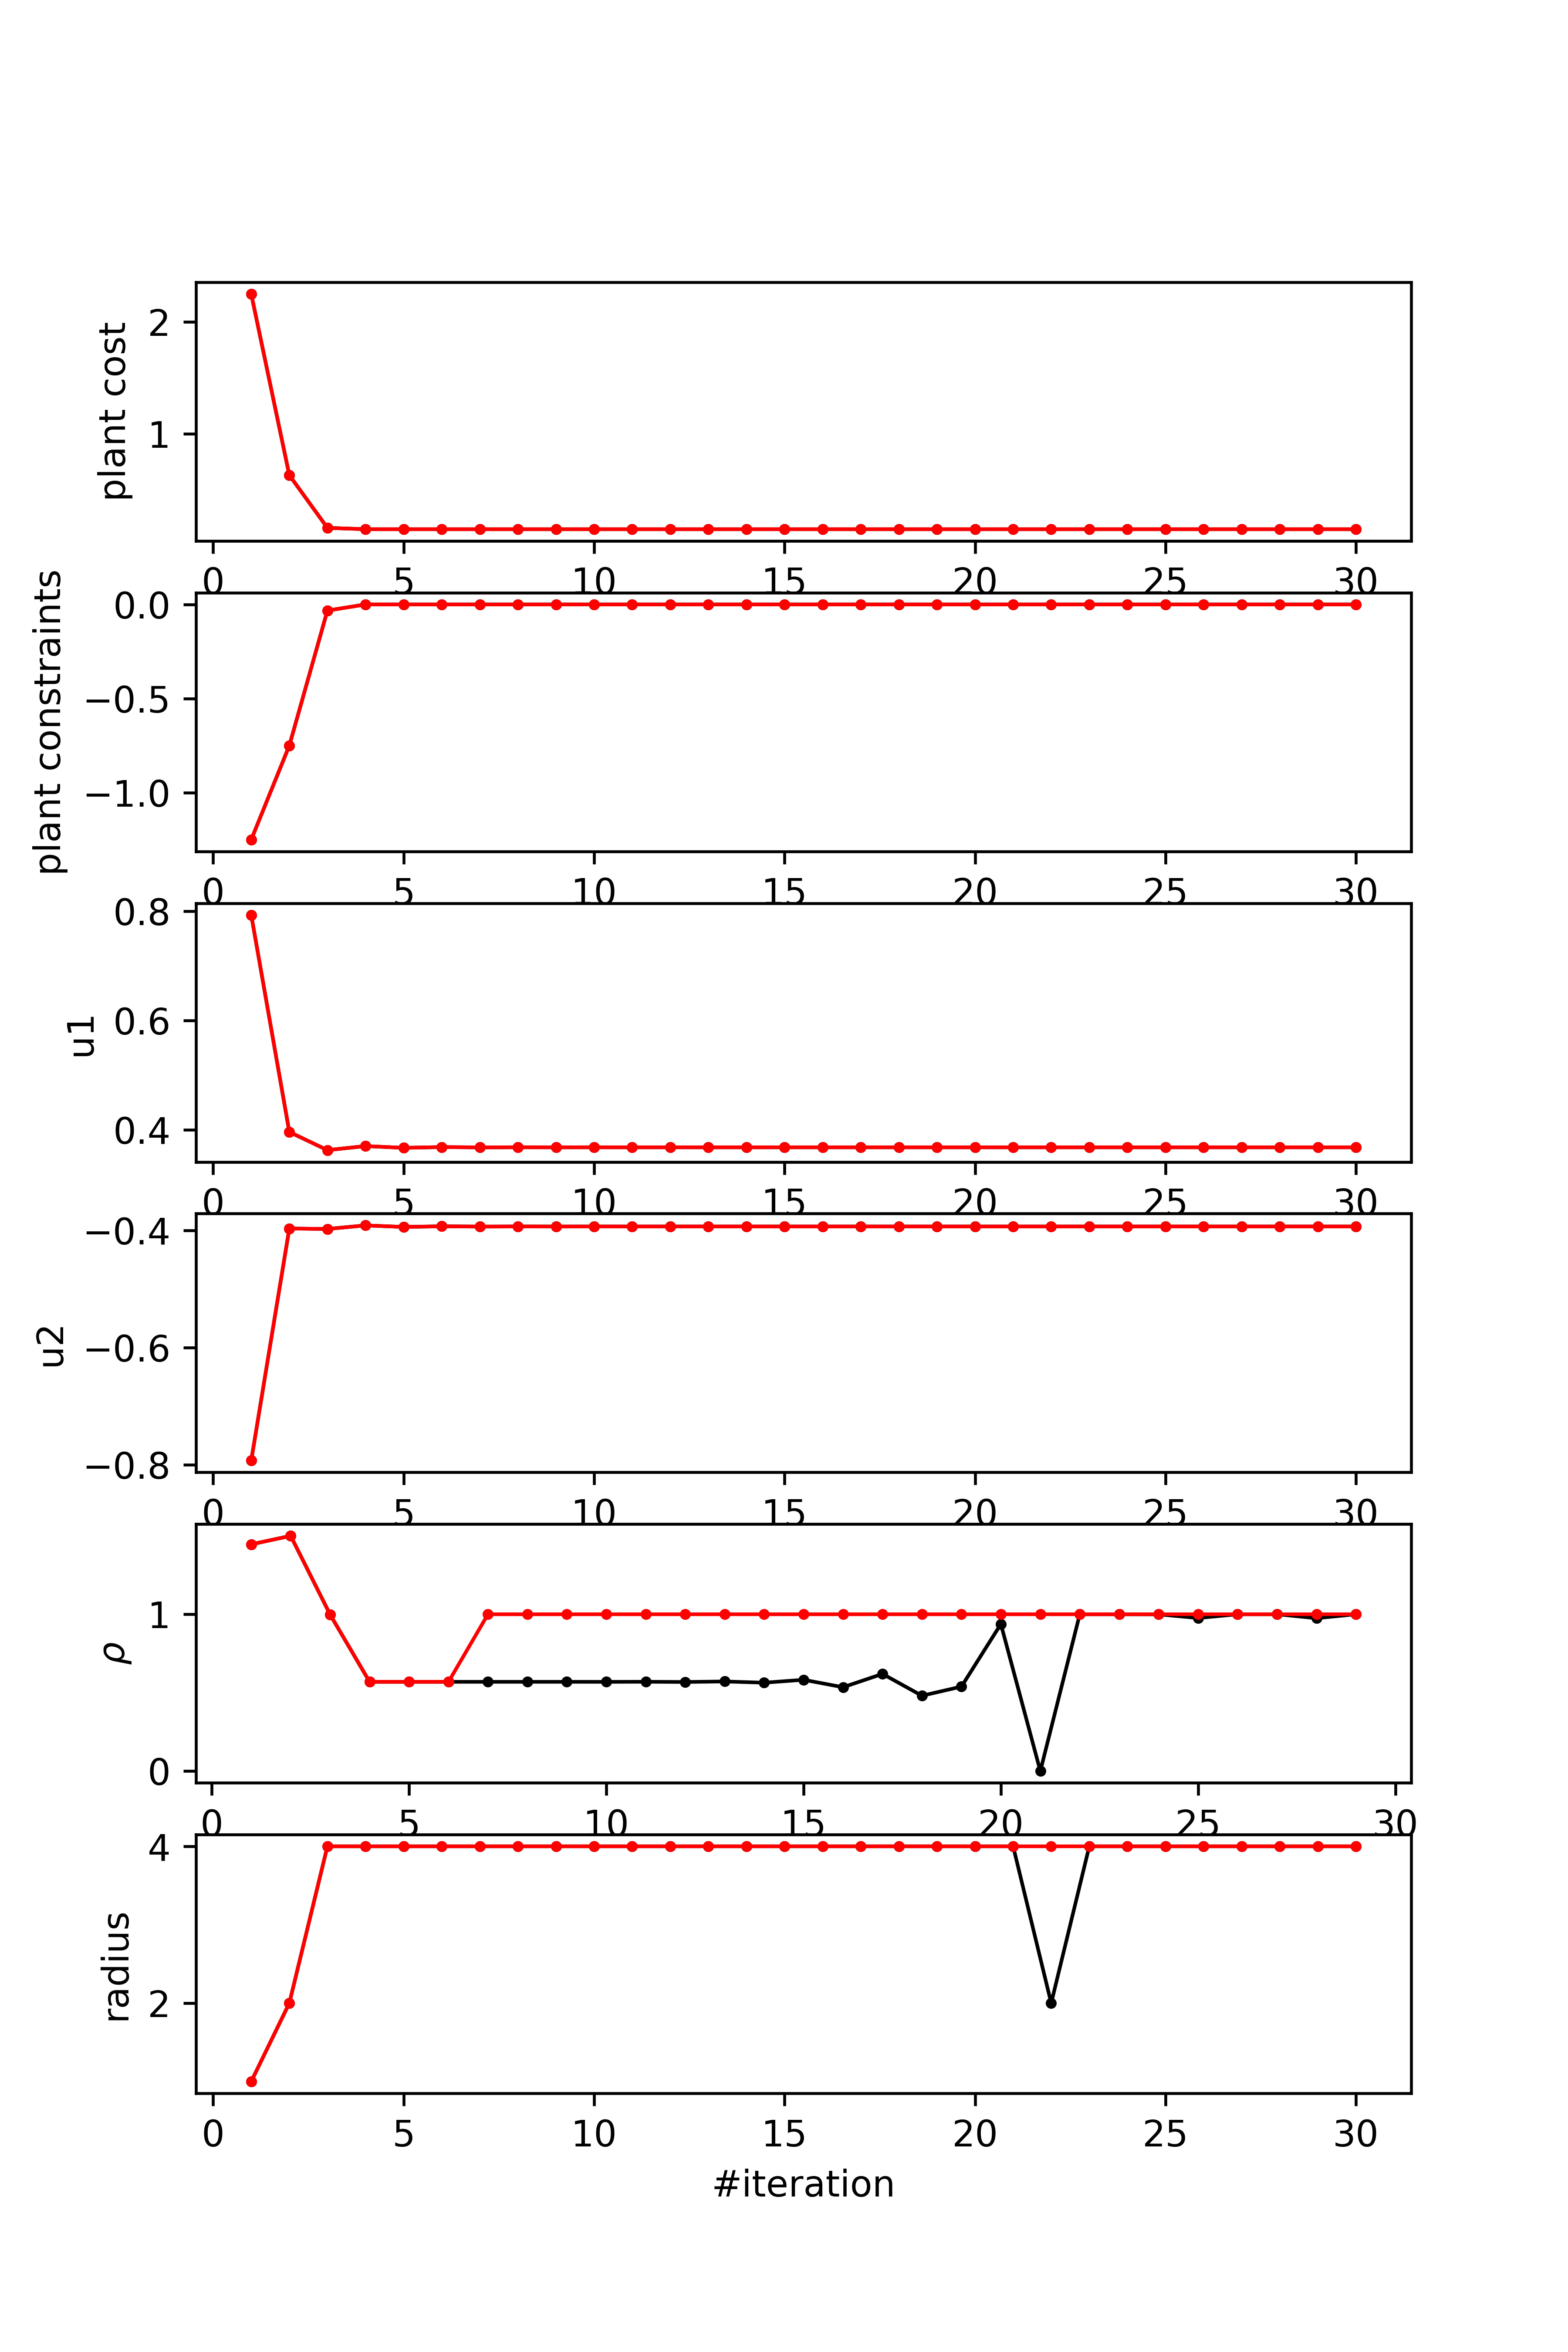 plant cost
2
1
0 5 10 15 20 25 30
plant constraints
0.0
−0.5
−1.0
0 5 10 15 20 25 30
u1
0.8
0.6
0.4
0 5 10 15 20 25 30
u2
−0.4
−0.6
−0.8
0 5 10 15 20 25 30
ρ
1
0
0 5 10 15 20 25 30
radius
4
2
0 5 10 15 20 25 30
#iteration